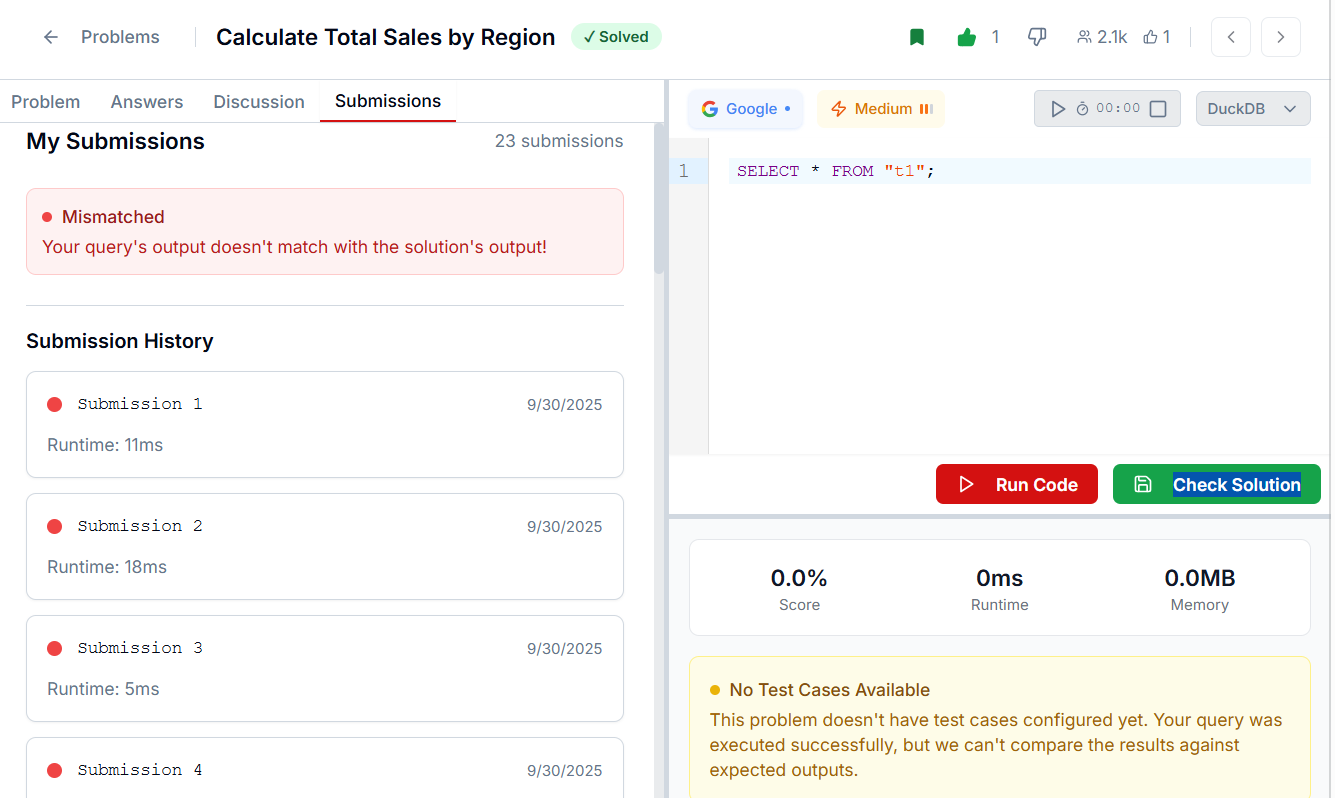 Problems
Calculate Total Sales by Region
✓ Solved
1
2.1k
1
Problem
Answers
Discussion
Submissions
My Submissions
23 submissions
Mismatched
Your query's output doesn't match with the solution's output!
Submission History
Submission 1
9/30/2025
Runtime: 11ms
Submission 2
9/30/2025
Runtime: 18ms
Submission 3
9/30/2025
Runtime: 5ms
Submission 4
9/30/2025
Google
Medium
00:00
DuckDB
1
SELECT * FROM "t1";
Run Code
Check Solution
0.0%
Score
0ms
Runtime
0.0MB
Memory
No Test Cases Available
This problem doesn't have test cases configured yet. Your query was
executed successfully, but we can't compare the results against
expected outputs.